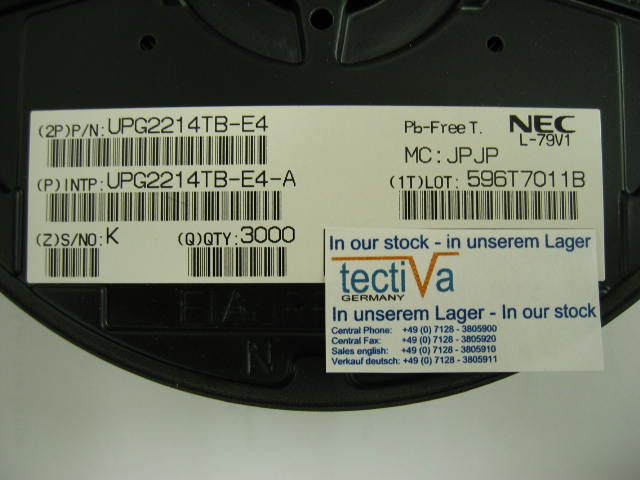 (2P)P/N: UPG2214TB-E4
Pb-Free T. NEC
L-79V1
MC: JPJP
(P)INTP: UPG2214TB-E4-A
(1T)LOT: 596T7011B
(Z)S/NO: K (Q)QTY: 3000
In our stock - in unserem Lager
tectiVa
GERMANY
In unserem Lager - In our stock
Central Phone: +49 (0) 7128 - 3805900
Central Fax: +49 (0) 7128 - 3805920
Sales english: +49 (0) 7128 - 3805910
Verkauf deutsch: +49 (0) 7128 - 3805911
EIA
N